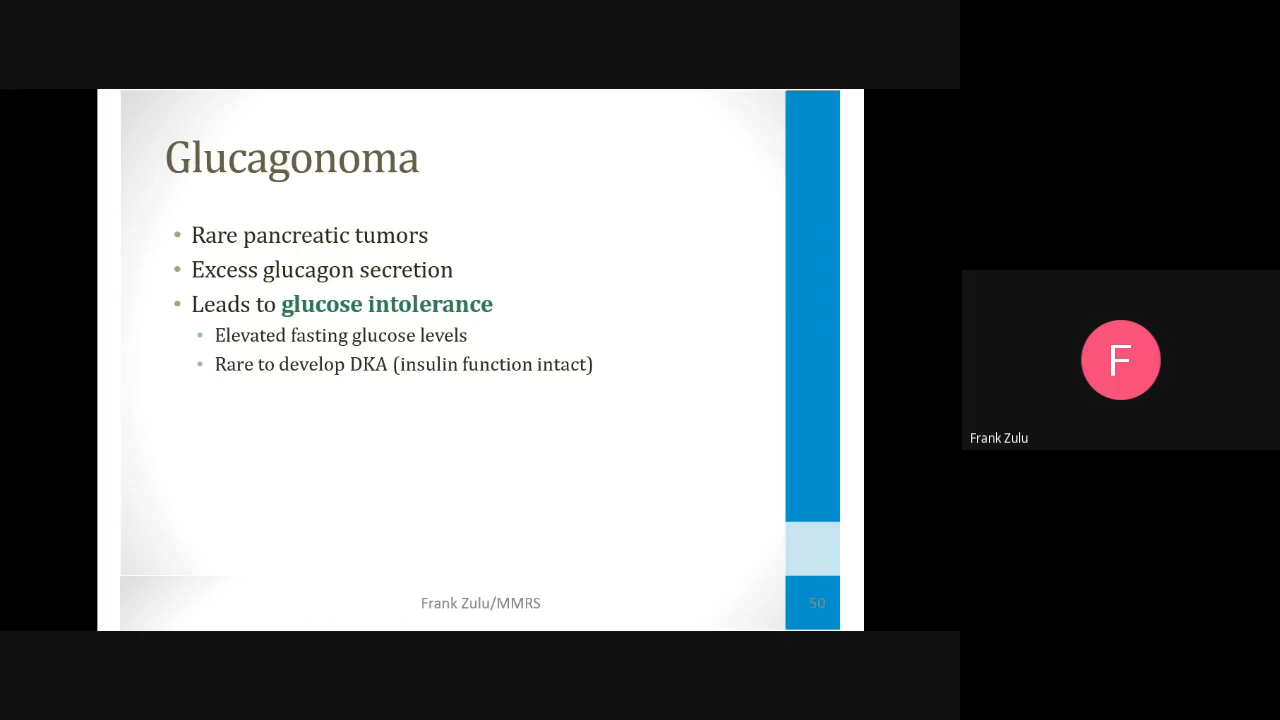 Glucagonoma
• Rare pancreatic tumors
• Excess glucagon secretion
• Leads to glucose intolerance
• Elevated fasting glucose levels
• Rare to develop DKA (insulin function intact)
Frank Zulu/MMRS
50
F
Frank Zulu